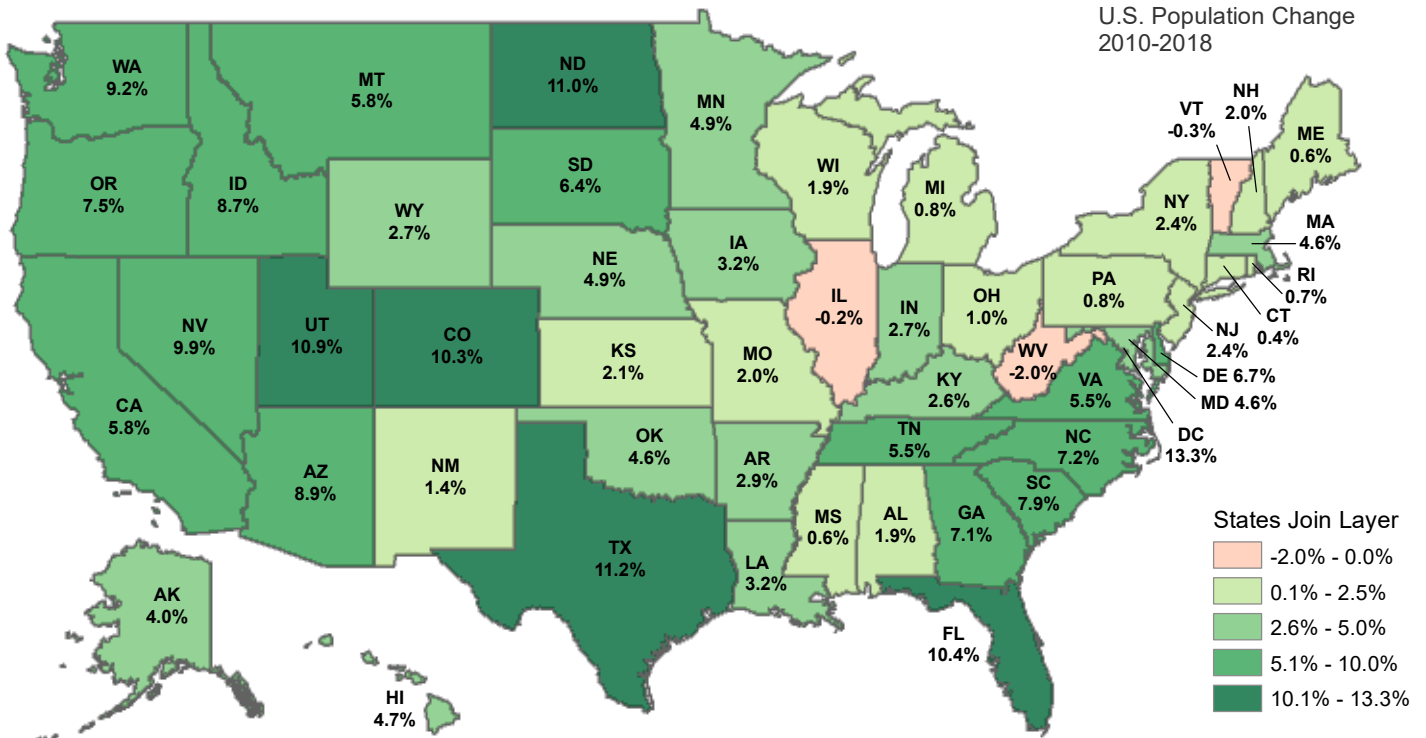 U.S. Population Change
2010-2018
WA
9.2%
MT
5.8%
ND
11.0%
MN
4.9%
VT
-0.3%
NH
2.0%
ME
0.6%
OR
7.5%
ID
8.7%
SD
6.4%
WI
1.9%
MI
0.8%
NY
2.4%
MA
4.6%
WY
2.7%
IA
3.2%
NE
4.9%
PA
0.8%
RI
0.7%
CT
0.4%
NV
9.9%
UT
10.9%
CO
10.3%
IL
-0.2%
IN
2.7%
OH
1.0%
NJ
2.4%
KS
2.1%
MO
2.0%
WV
-2.0%
DE 6.7%
MD 4.6%
DC
13.3%
CA
5.8%
KY
2.6%
VA
5.5%
TN
5.5%
NC
7.2%
AZ
8.9%
NM
1.4%
OK
4.6%
AR
2.9%
SC
7.9%
MS
0.6%
AL
1.9%
GA
7.1%
TX
11.2%
LA
3.2%
FL
10.4%
AK
4.0%
HI
4.7%
States Join Layer
-2.0% - 0.0%
0.1% - 2.5%
2.6% - 5.0%
5.1% - 10.0%
10.1% - 13.3%